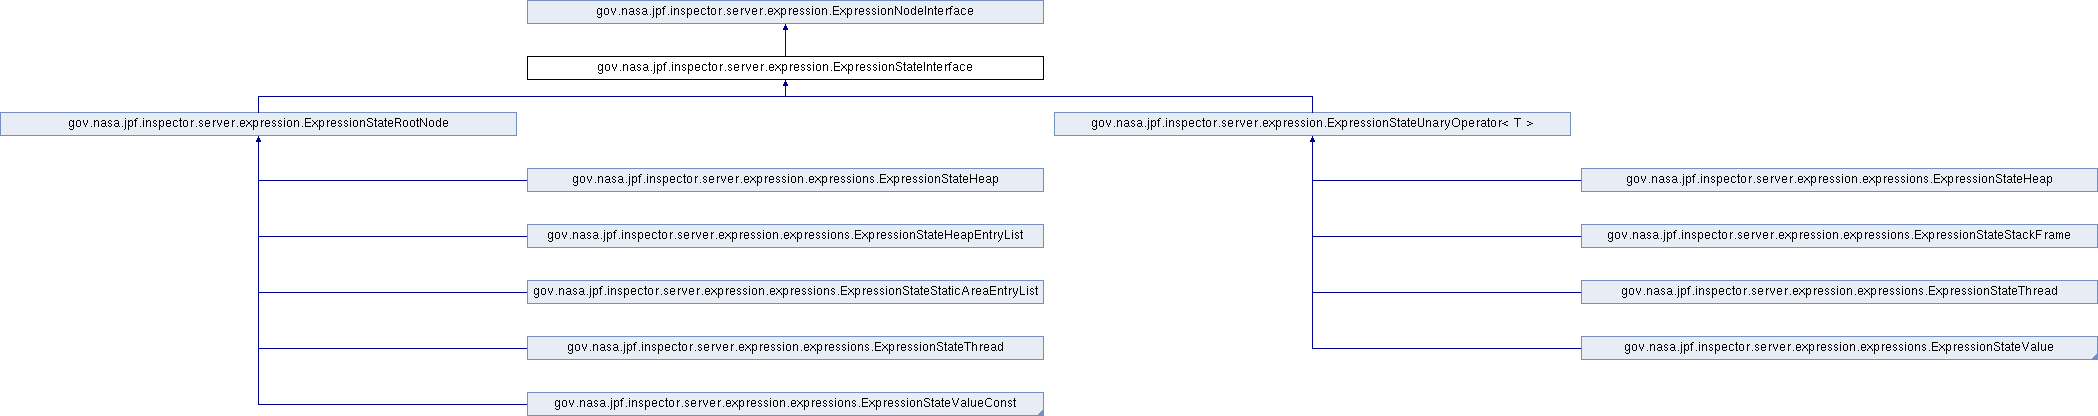 gov.nasa.jpf.inspector.server.expression.ExpressionNodeInterface
gov.nasa.jpf.inspector.server.expression.ExpressionStateInterface
gov.nasa.jpf.inspector.server.expression.ExpressionStateRootNode
gov.nasa.jpf.inspector.server.expression.ExpressionStateUnaryOperator< T >
gov.nasa.jpf.inspector.server.expression.expressions.ExpressionStateHeap
gov.nasa.jpf.inspector.server.expression.expressions.ExpressionStateHeap
gov.nasa.jpf.inspector.server.expression.expressions.ExpressionStateHeapEntryList
gov.nasa.jpf.inspector.server.expression.expressions.ExpressionStateStackFrame
gov.nasa.jpf.inspector.server.expression.expressions.ExpressionStateStaticAreaEntryList
gov.nasa.jpf.inspector.server.expression.expressions.ExpressionStateThread
gov.nasa.jpf.inspector.server.expression.expressions.ExpressionStateThread
gov.nasa.jpf.inspector.server.expression.expressions.ExpressionStateValue
gov.nasa.jpf.inspector.server.expression.expressions.ExpressionStateValueConst